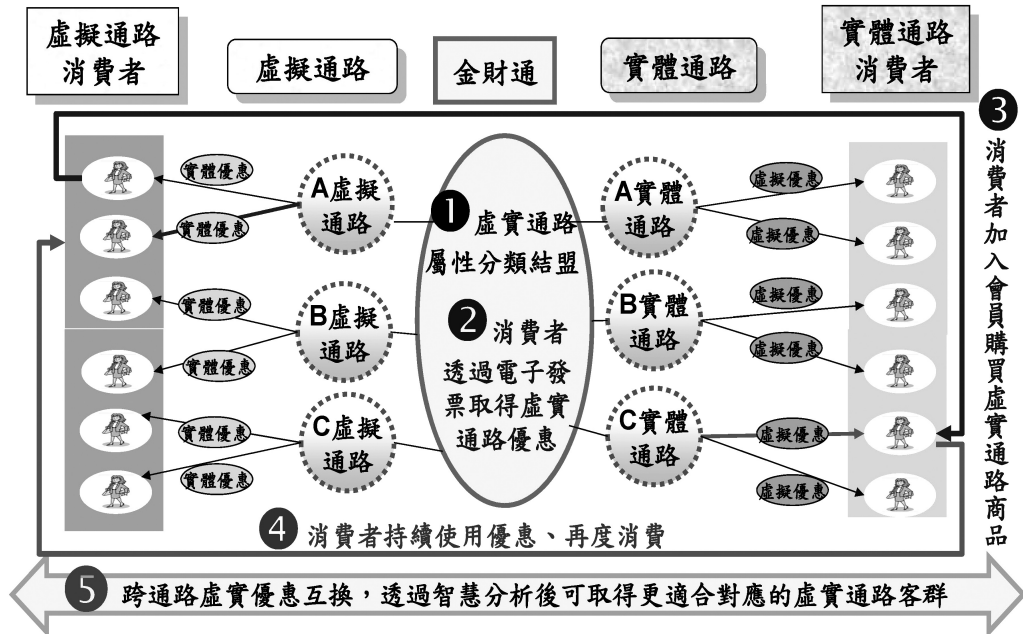 虛擬通路
消費者
虛擬通路
金財通
實體通路
實體通路
消費者
❸
消費者加入會員購買虛實通路商品
實體優惠
實體優惠
實體優惠
實體優惠
實體優惠
實體優惠
A虛擬
通路
B虛擬
通路
C虛擬
通路
❶ 虛實通路
屬性分類結盟
❷ 消費者
透過電子發
票取得虛實
通路優惠
A實體
通路
B實體
通路
C實體
通路
虛擬優惠
虛擬優惠
虛擬優惠
虛擬優惠
虛擬優惠
虛擬優惠
❹ 消費者持續使用優惠、再度消費
❺ 跨通路虛實優惠互換，透過智慧分析後可取得更適合對應的虛實通路客群